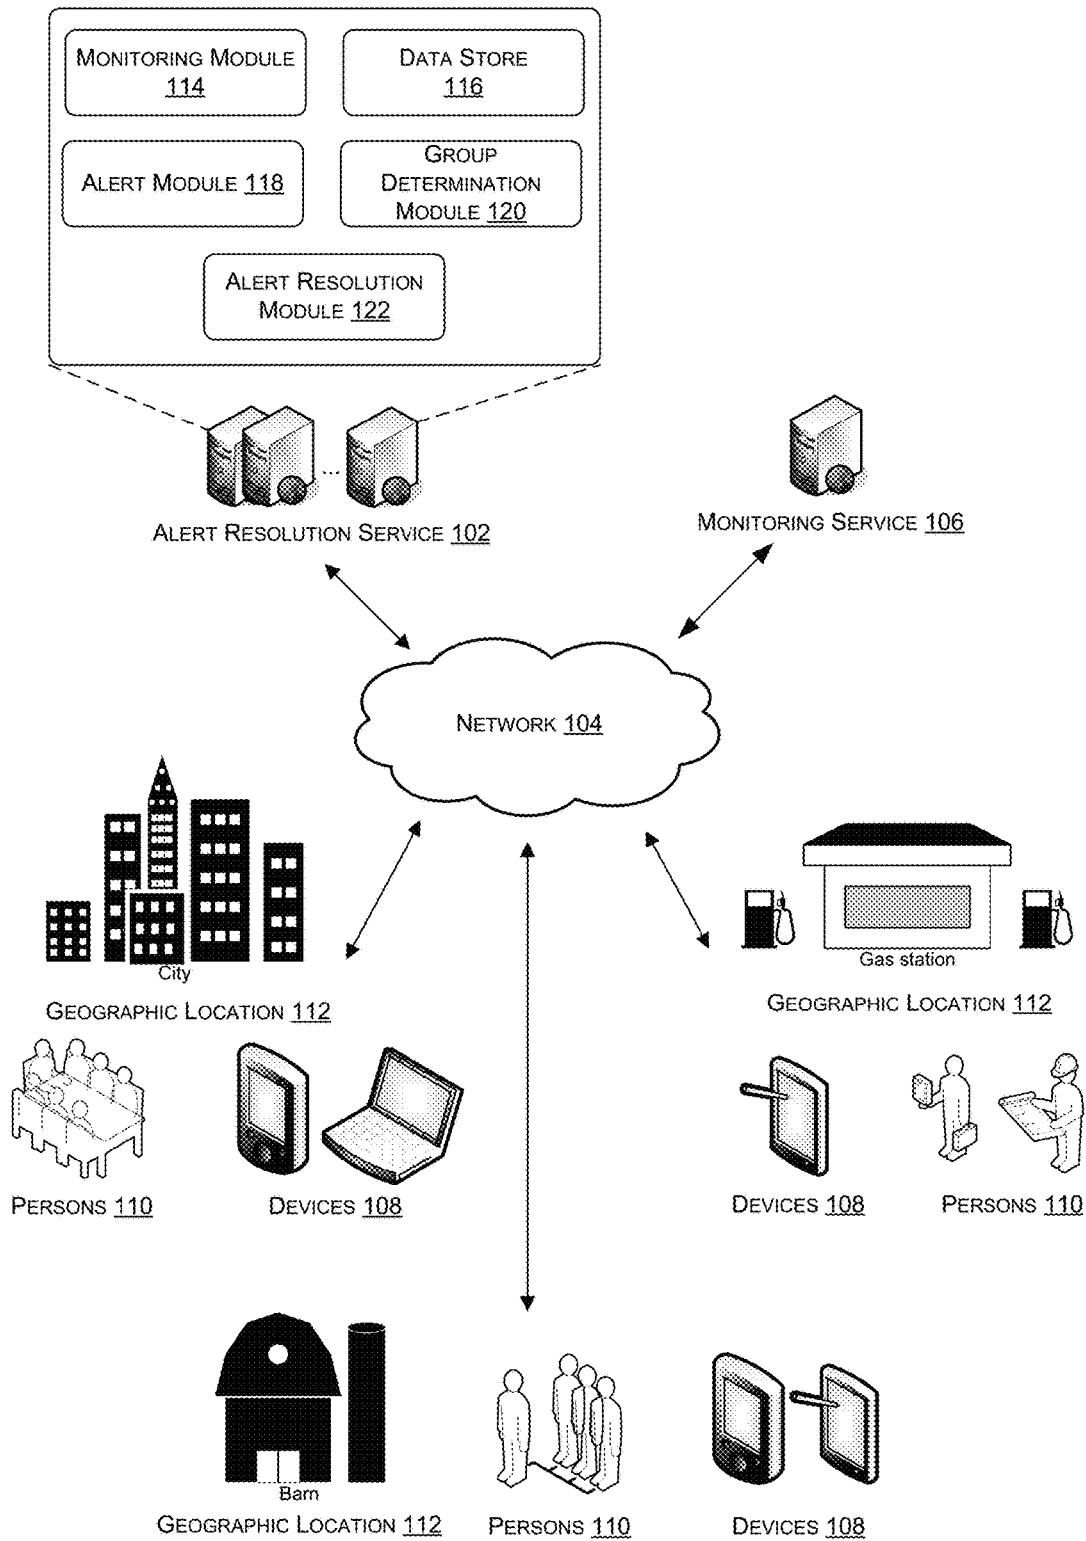 MONITORING MODULE
114
DATA STORE
116
ALERT MODULE 118
GROUP
DETERMINATION
MODULE 120
ALERT RESOLUTION
MODULE 122
...
ALERT RESOLUTION SERVICE 102
MONITORING SERVICE 106
NETWORK 104
City
GEOGRAPHIC LOCATION 112
Gas station
GEOGRAPHIC LOCATION 112
PERSONS 110
DEVICES 108
DEVICES 108
PERSONS 110
Barn
GEOGRAPHIC LOCATION 112
PERSONS 110
DEVICES 108